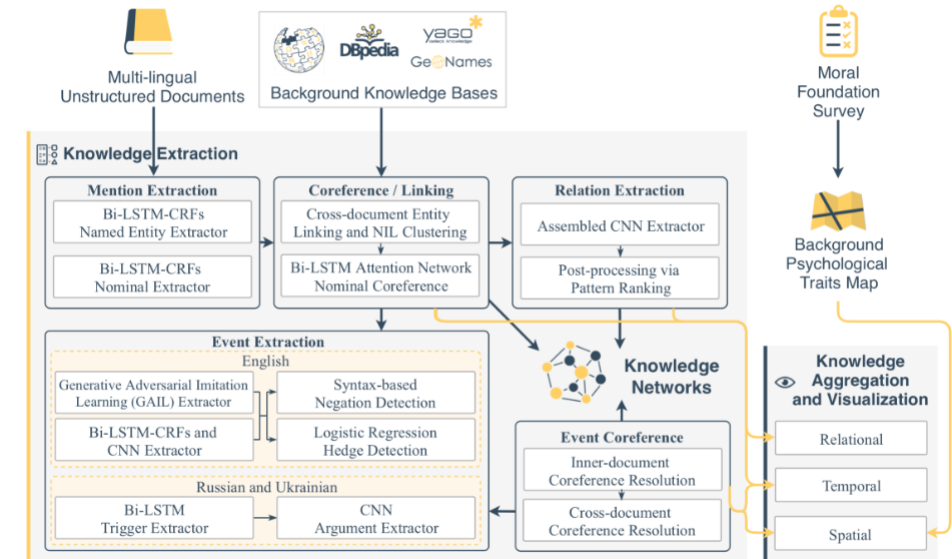 DBpedia
yago
select knowledge
GeoNames
Multi-lingual
Unstructured Documents
Background Knowledge Bases
Moral
Foundation
Survey
Knowledge Extraction
Mention Extraction
Bi-LSTM-CRFs
Named Entity Extractor
Bi-LSTM-CRFs
Nominal Extractor
Coreference / Linking
Cross-document Entity
Linking and NIL Clustering
Bi-LSTM Attention Network
Nominal Coreference
Relation Extraction
Assembled CNN Extractor
Post-processing via
Pattern Ranking
Background
Psychological
Traits Map
Event Extraction
English
Generative Adversarial Imitation
Learning (GAIL) Extractor
Syntax-based
Negation Detection
Bi-LSTM-CRFs and
CNN Extractor
Logistic Regression
Hedge Detection
Russian and Ukrainian
Bi-LSTM
Trigger Extractor
CNN
Argument Extractor
Knowledge
Networks
Event Coreference
Inner-document
Coreference Resolution
Cross-document
Coreference Resolution
Knowledge
Aggregation
and Visualization
Relational
Temporal
Spatial